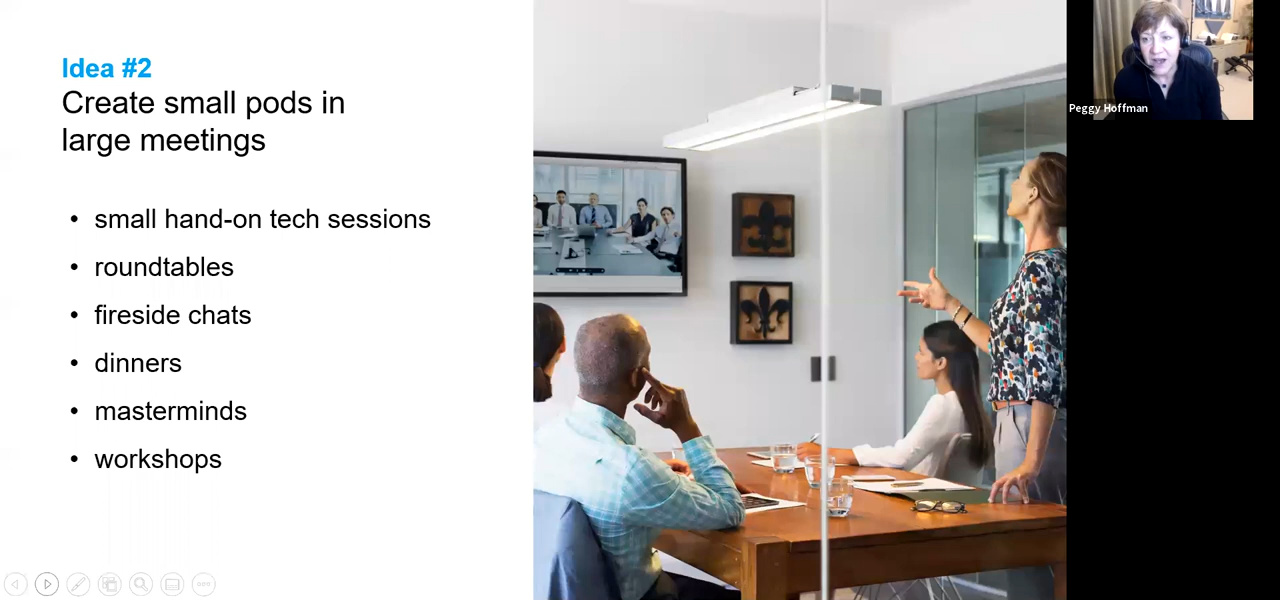 Idea #2
Create small pods in
large meetings
• small hand-on tech sessions
• roundtables
• fireside chats
• dinners
• masterminds
• workshops
Peggy Hoffman